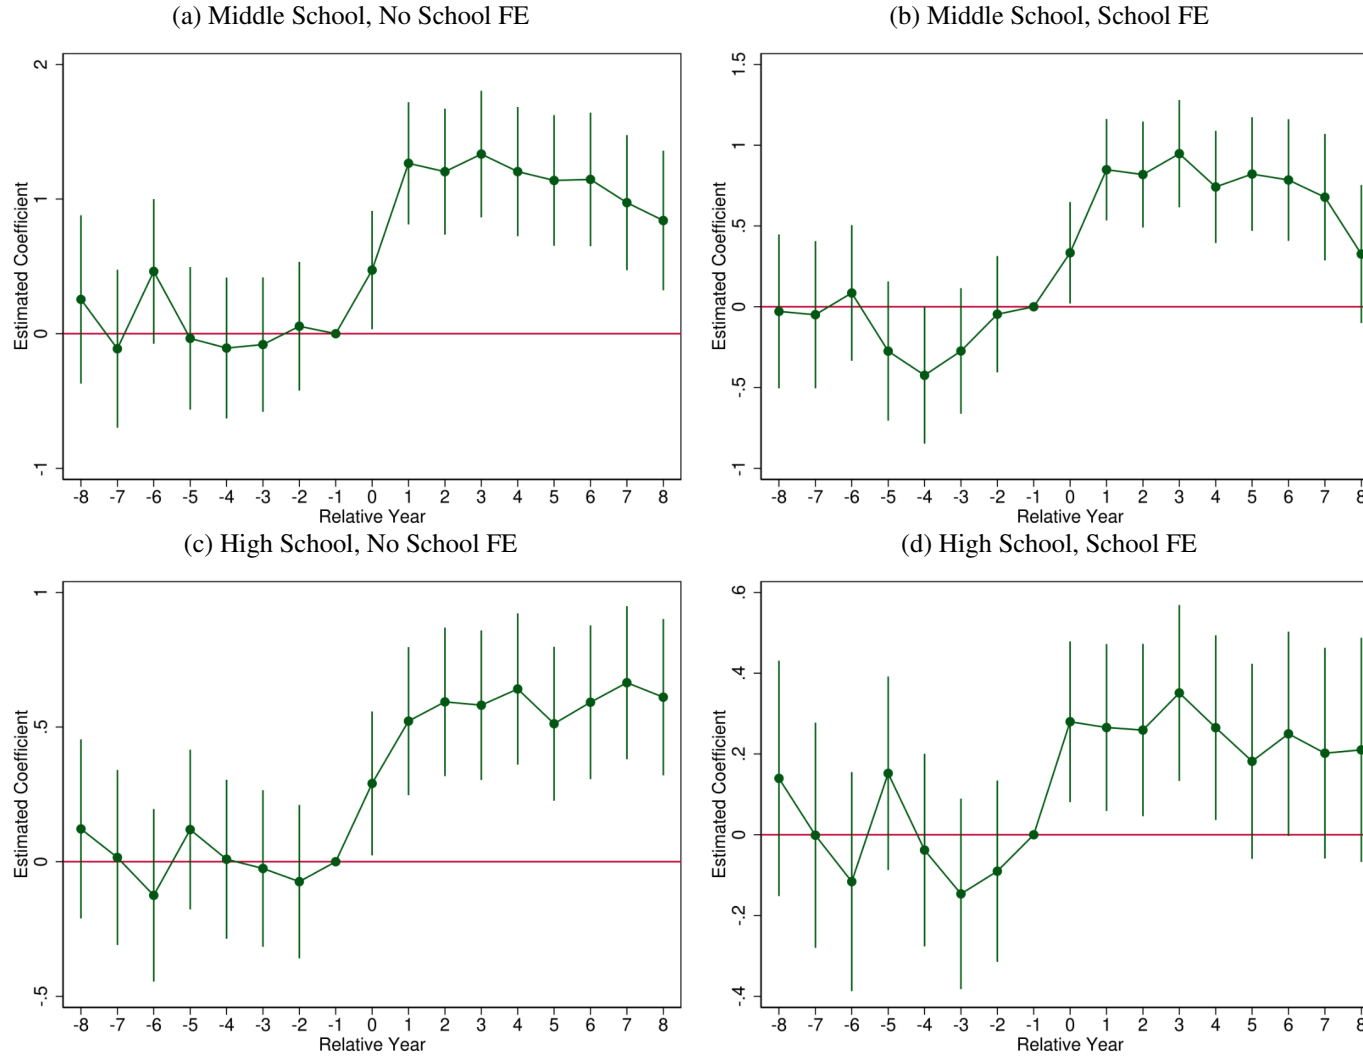 (a) Middle School, No School FE
2
1
0
-1
Estimated Coefficient
-8 -7 -6 -5 -4 -3 -2 -1 0 1 2 3 4 5 6 7 8
Relative Year
(b) Middle School, School FE
1.5
1
.5
0
-.5
-1
Estimated Coefficient
-8 -7 -6 -5 -4 -3 -2 -1 0 1 2 3 4 5 6 7 8
Relative Year
(c) High School, No School FE
1
.5
0
-.5
Estimated Coefficient
-8 -7 -6 -5 -4 -3 -2 -1 0 1 2 3 4 5 6 7 8
Relative Year
(d) High School, School FE
.6
.4
.2
0
-.2
-.4
Estimated Coefficient
-8 -7 -6 -5 -4 -3 -2 -1 0 1 2 3 4 5 6 7 8
Relative Year